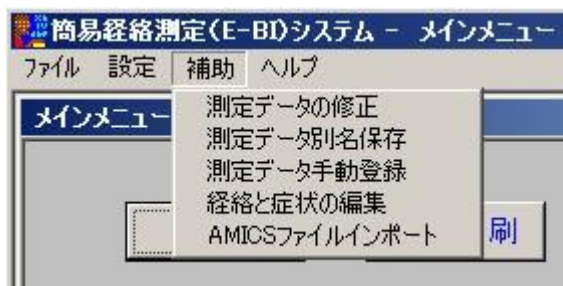 簡易経絡測定(E-BI)システム - メインメニュー
ファイル 設定 補助 ヘルプ
メインメニュー
測定データの修正
測定データ別名保存
測定データ手動登録
経絡と症状の編集
AMICSファイルインポート
刷